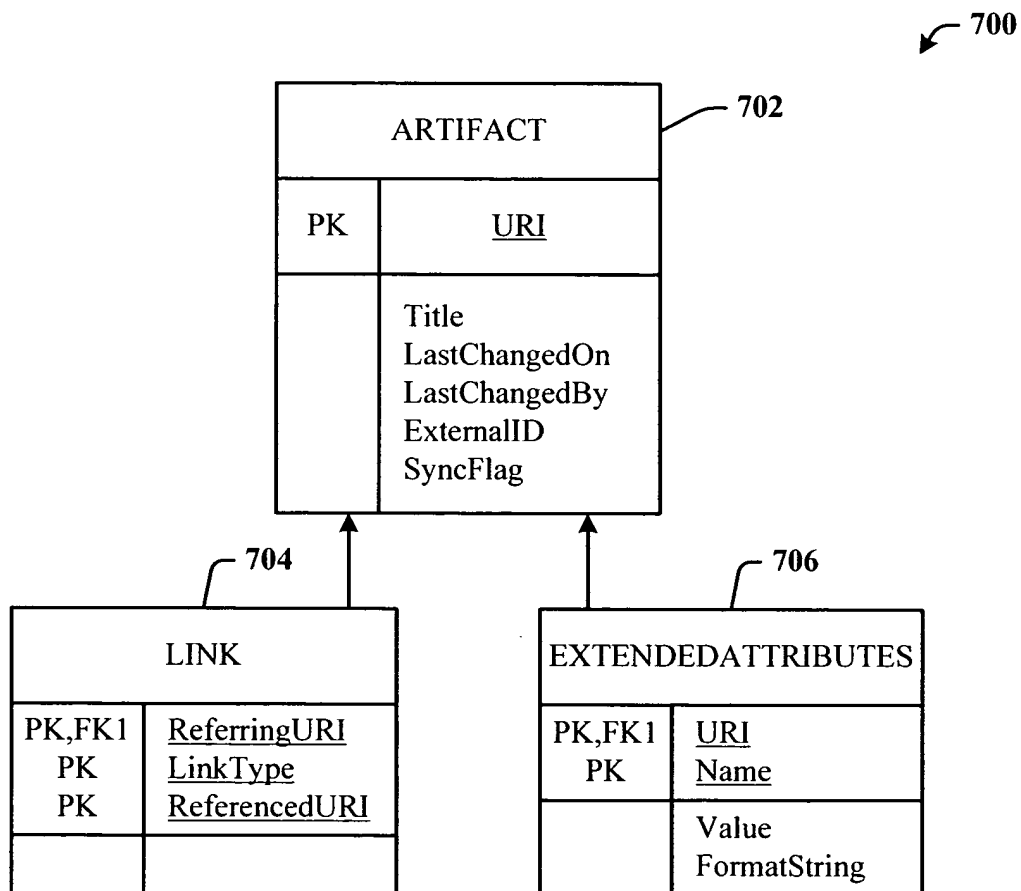 700
702
ARTIFACT
PK URI
Title
LastChangedOn
LastChangedBy
ExternalID
SyncFlag
704
LINK
PK,FK1 ReferringURI
PK LinkType
PK ReferencedURI
706
EXTENDEDATTRIBUTES
PK,FK1 URI
PK Name
Value
FormatString